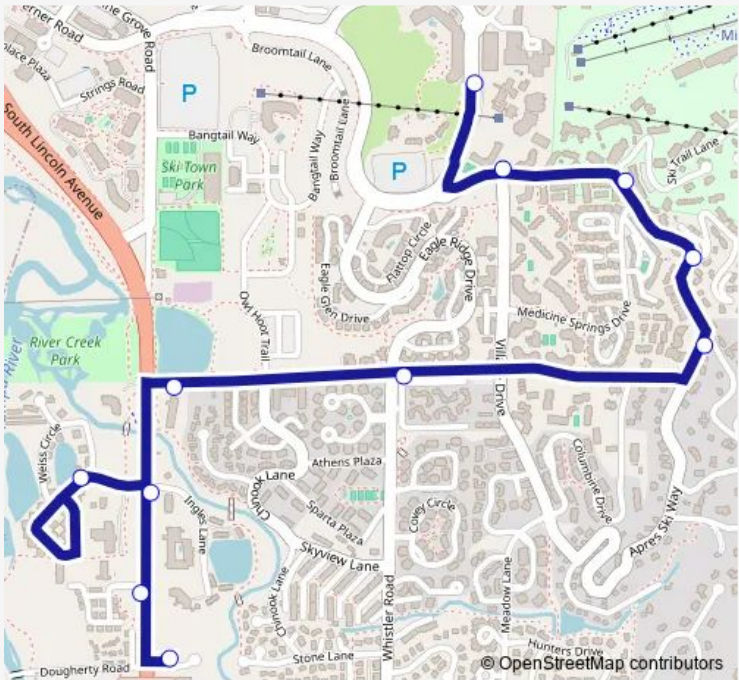 Broomtail Lane
Grove Road
Strings Road
P
Bangtail Way
Bangtail Way
Broomtail Lane
P
Ski Trail Lane
Ski Town
Park
South Lincoln Avenue
Flattop Circle
Eagle Ridge Drive
Eagle Glen Drive
Medicine Springs Drive
Owl Hoot Trail
River Creek
Park
River
Drive
Weiss Circle
Athens Plaza
Chinook Lane
Columbine Drive
Ingles Lane
Sparta Plaza
Covey Circle
Apres Ski Way
Skyview Lane
Chinook Lane
Meadow Lane
Whistler Road
Stone Lane
Hunters Drive
Dougherty Road
© OpenStreetMap contributors